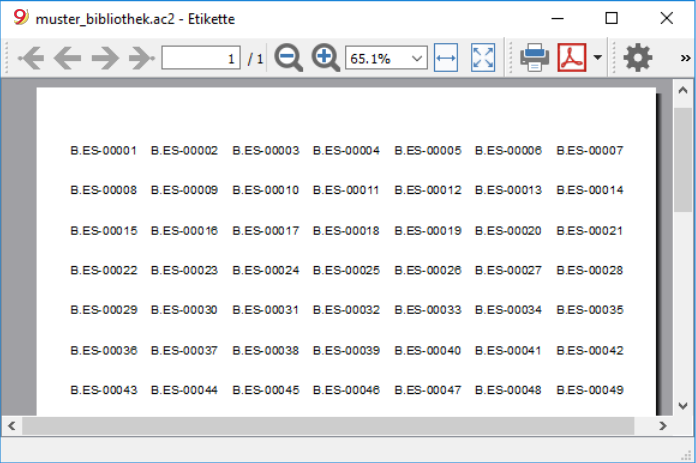 9 muster_bibliothek.ac2 - Etikette
1 / 1 65.1% »
B.ES-00001 B.ES-00002 B.ES-00003 B.ES-00004 B.ES-00005 B.ES-00006 B.ES-00007
B.ES-00008 B.ES-00009 B.ES-00010 B.ES-00011 B.ES-00012 B.ES-00013 B.ES-00014
B.ES-00015 B.ES-00016 B.ES-00017 B.ES-00018 B.ES-00019 B.ES-00020 B.ES-00021
B.ES-00022 B.ES-00023 B.ES-00024 B.ES-00025 B.ES-00026 B.ES-00027 B.ES-00028
B.ES-00029 B.ES-00030 B.ES-00031 B.ES-00032 B.ES-00033 B.ES-00034 B.ES-00035
B.ES-00036 B.ES-00037 B.ES-00038 B.ES-00039 B.ES-00040 B.ES-00041 B.ES-00042
B.ES-00043 B.ES-00044 B.ES-00045 B.ES-00046 B.ES-00047 B.ES-00048 B.ES-00049